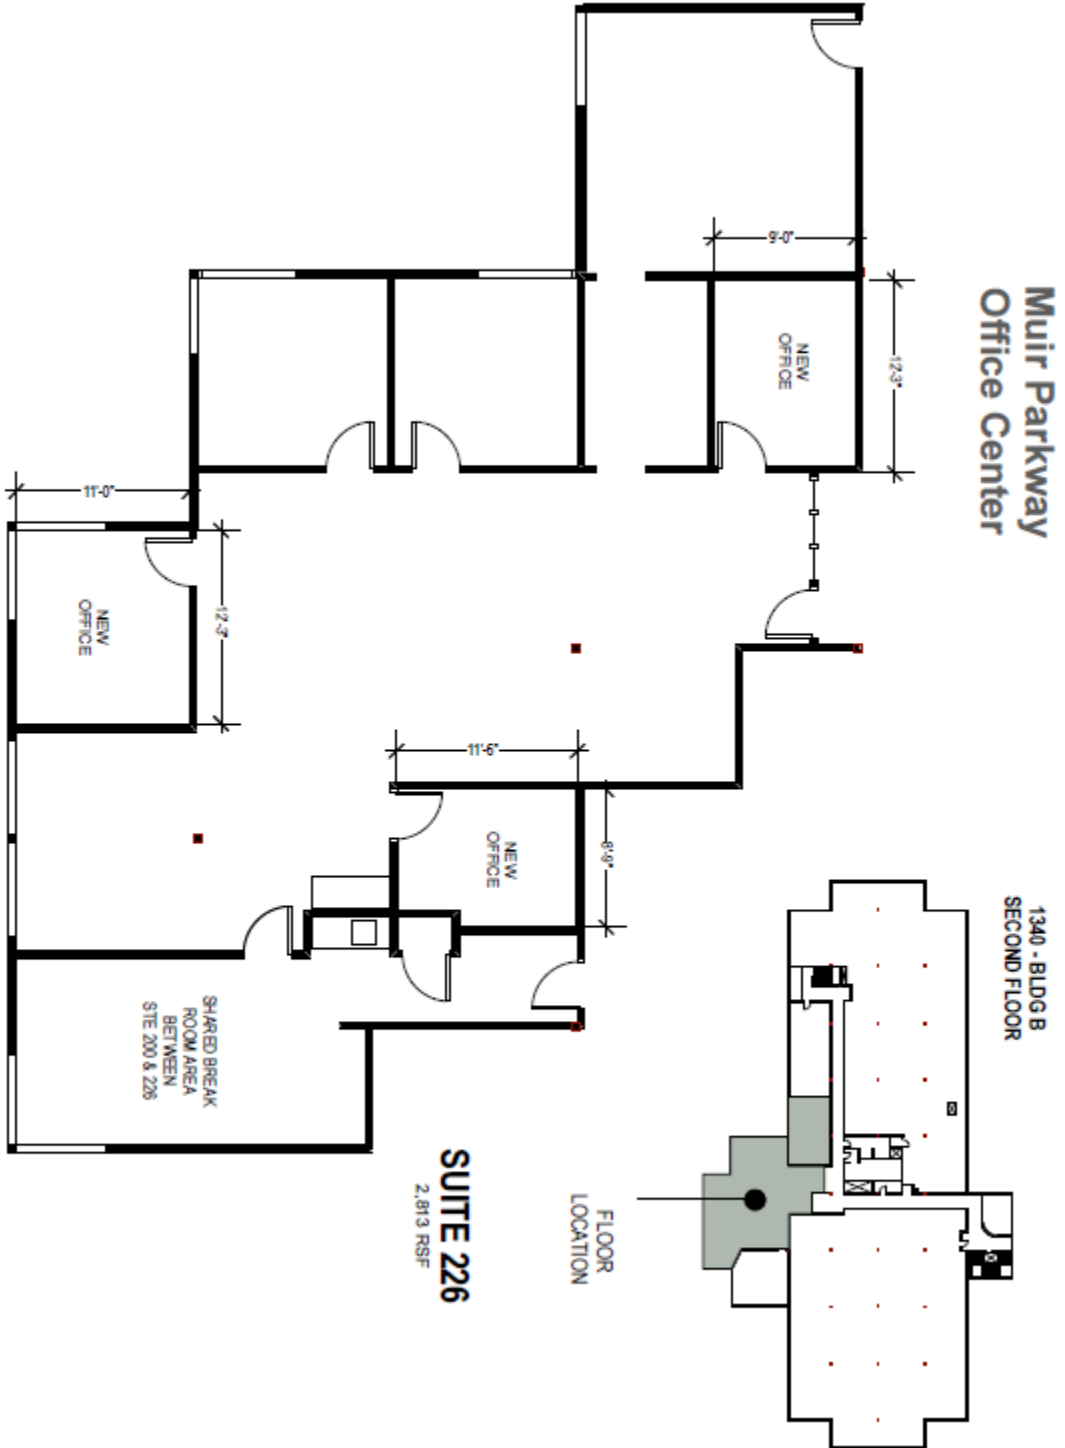 Muir Parkway
Office Center
1340 - BLDG B
SECOND FLOOR
9'-0"
12'-3"
NEW
OFFICE
11'-0"
12'-3"
NEW
OFFICE
11'-6"
NEW
OFFICE
SHARED BREAK
ROOM AREA
BETWEEN
STE 200 & 226
FLOOR
LOCATION
SUITE 226
2,813 RSF